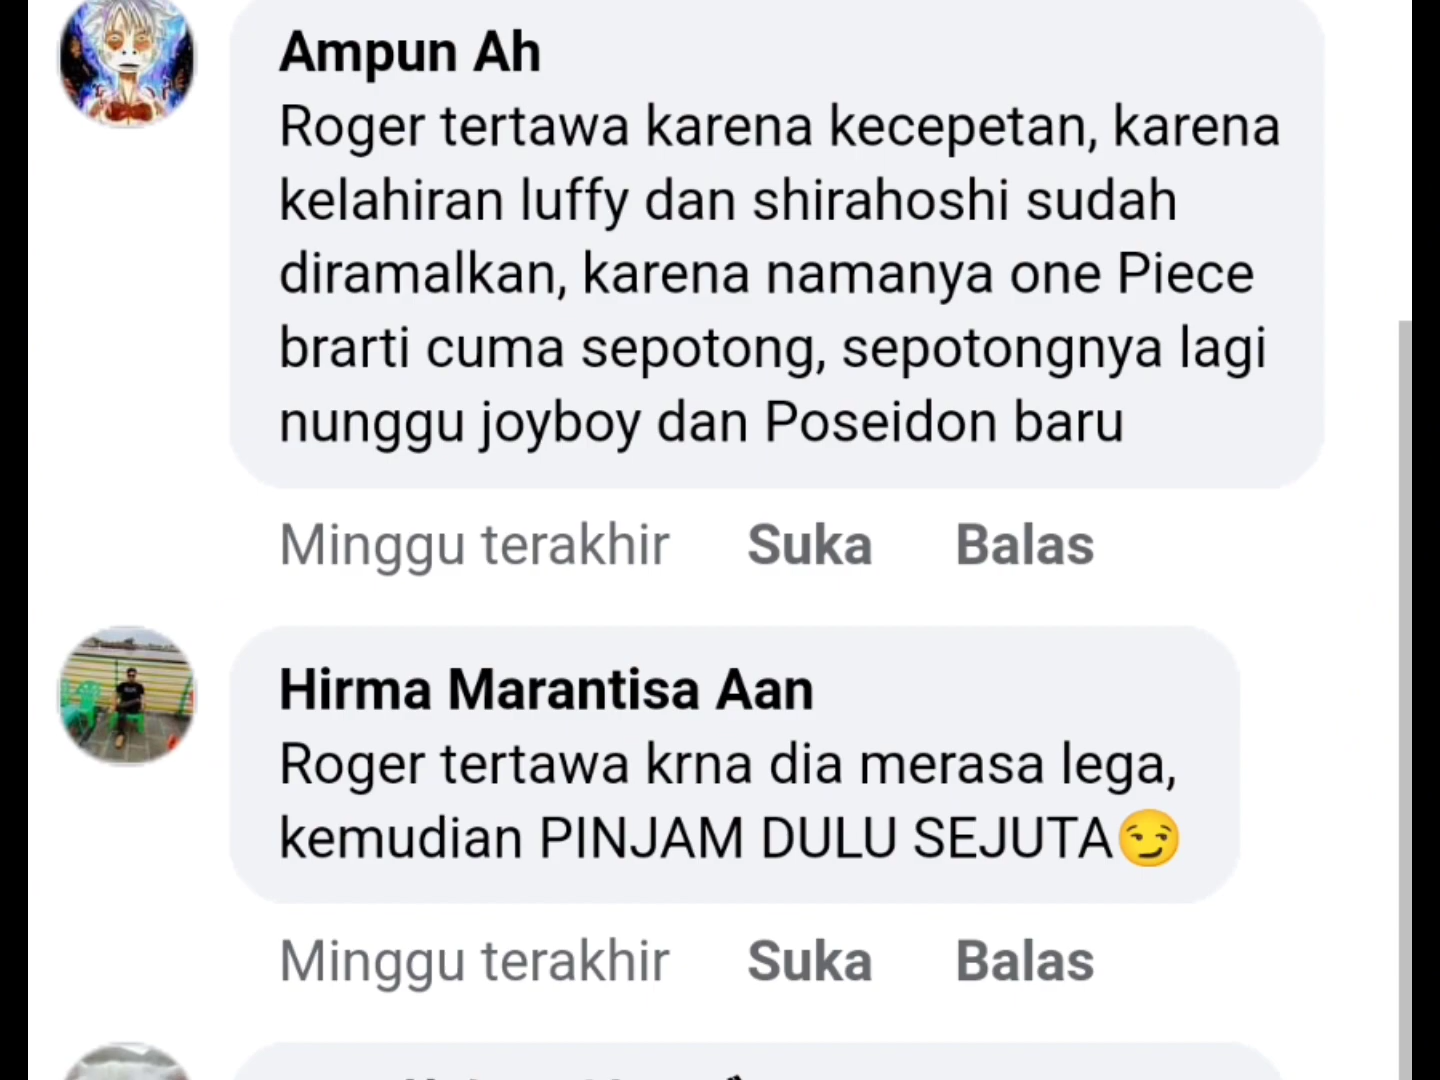 Ampun Ah
Roger tertawa karena kecepetan, karena
kelahiran luffy dan shirahoshi sudah
diramalkan, karena namanya one Piece
brarti cuma sepotong, sepotongnya lagi
nunggu joyboy dan Poseidon baru
Minggu terakhir Suka Balas
Hirma Marantisa Aan
Roger tertawa krna dia merasa lega,
kemudian PINJAM DULU SEJUTA😏
Minggu terakhir Suka Balas